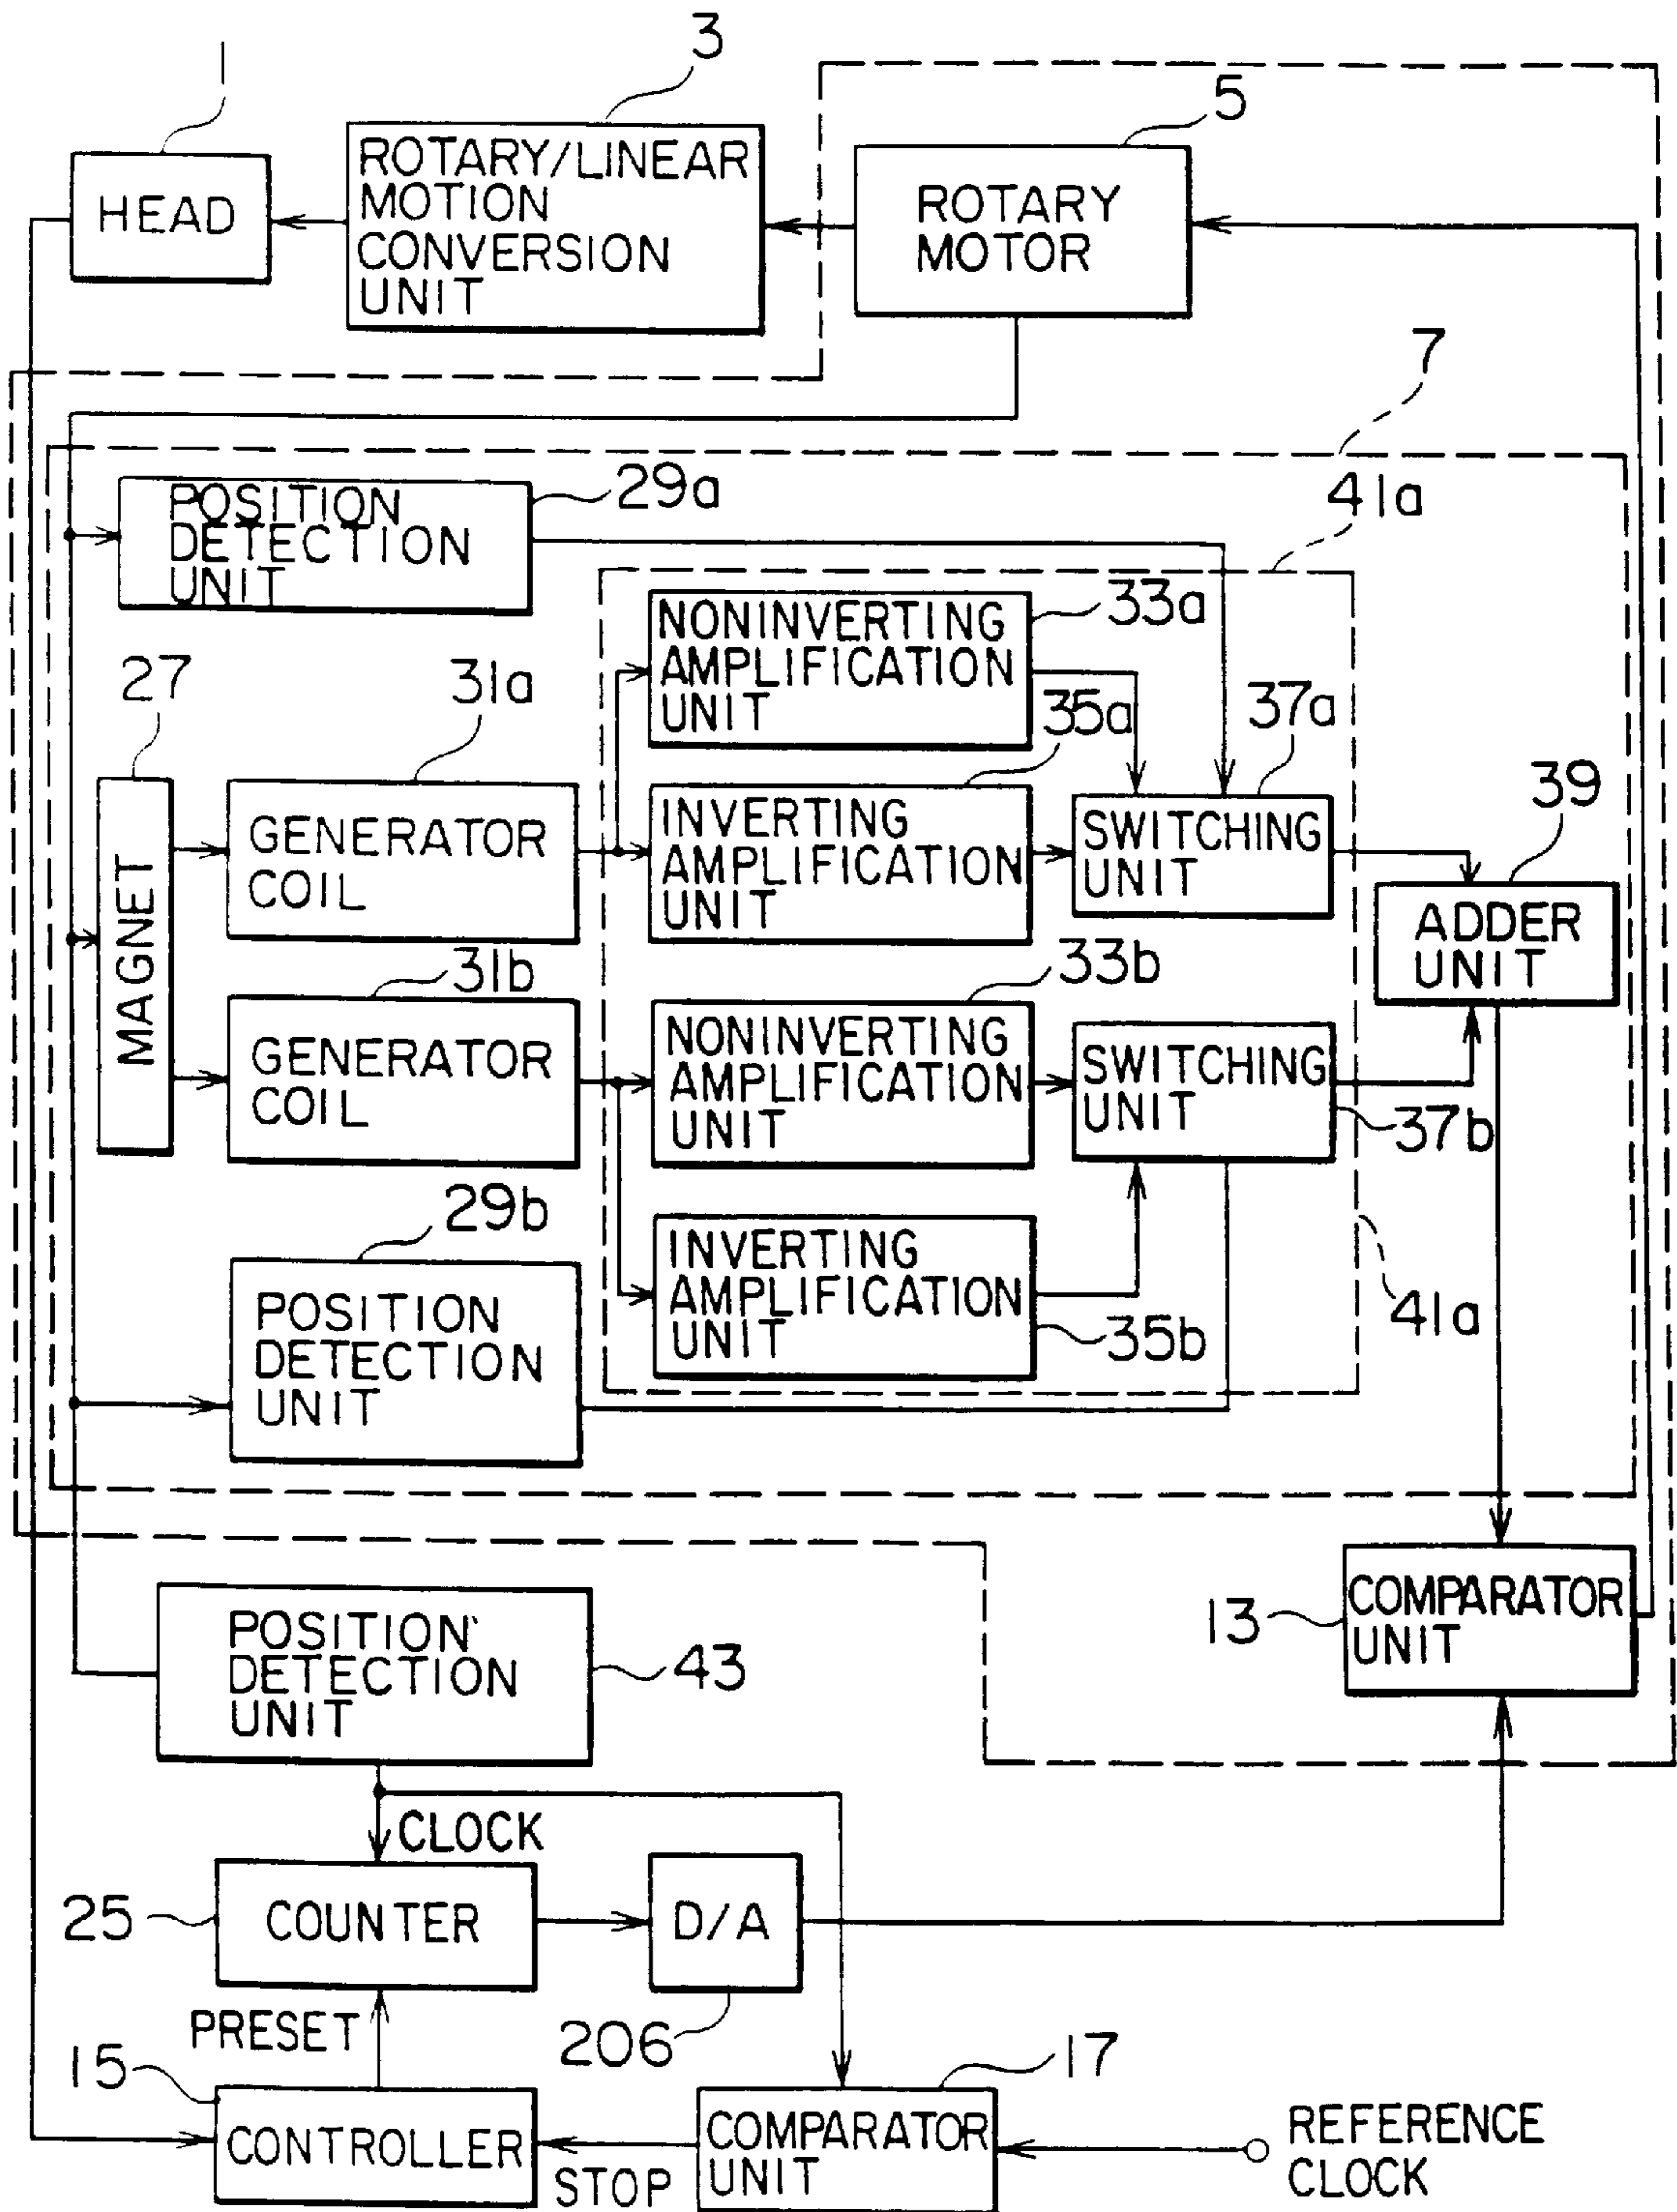 1
3
5
HEAD
ROTARY/LINEAR
MOTION
CONVERSION
UNIT
ROTARY
MOTOR
7
POSITION
DETECTION
UNIT
29a
41a
NONINVERTING
AMPLIFICATION
UNIT
33a
27
31a
35a
37a
MAGNET
GENERATOR
COIL
INVERTING
AMPLIFICATION
UNIT
SWITCHING
UNIT
39
ADDER
UNIT
31b
33b
GENERATOR
COIL
NONINVERTING
AMPLIFICATION
UNIT
SWITCHING
UNIT
37b
29b
INVERTING
AMPLIFICATION
UNIT
35b
41a
POSITION
DETECTION
UNIT
COMPARATOR
UNIT
13
POSITION
DETECTION
UNIT
43
CLOCK
25
COUNTER
D/A
PRESET
206
15
17
CONTROLLER
STOP
COMPARATOR
UNIT
REFERENCE
CLOCK